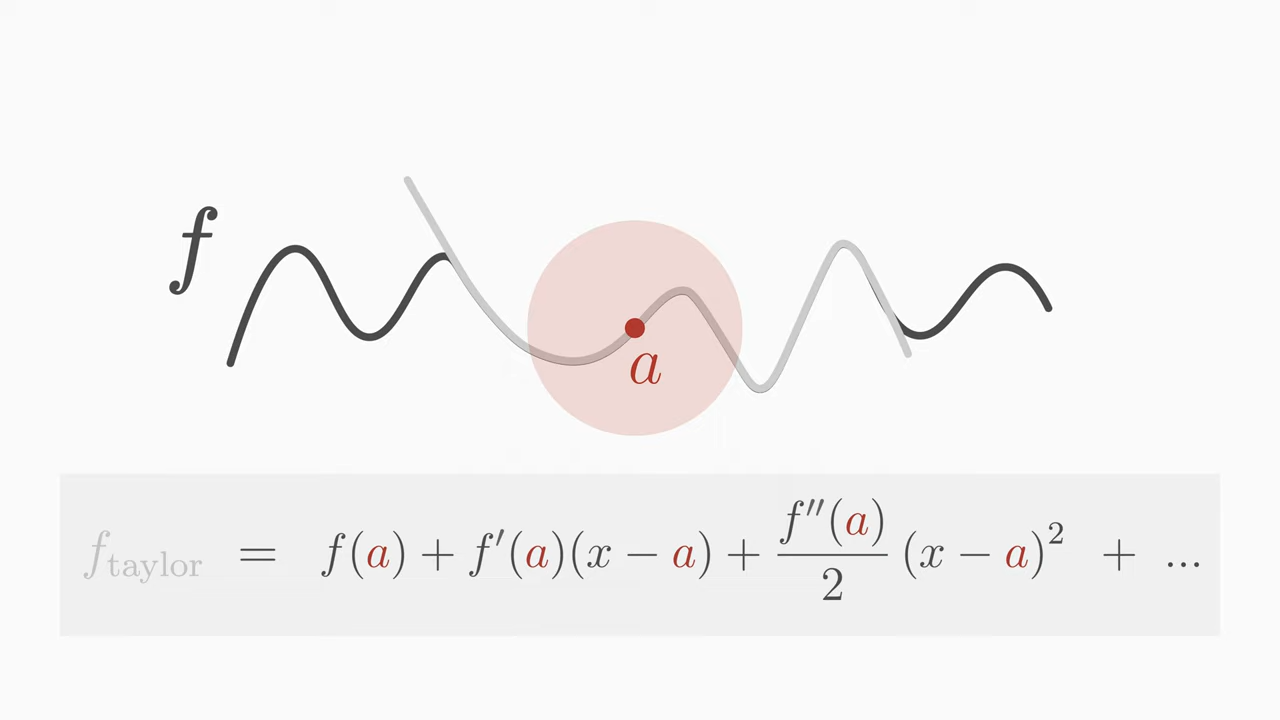 f
a
f_taylor = f(a) + f′(a)(x − a) + f″(a)/2 (x − a)² + ...